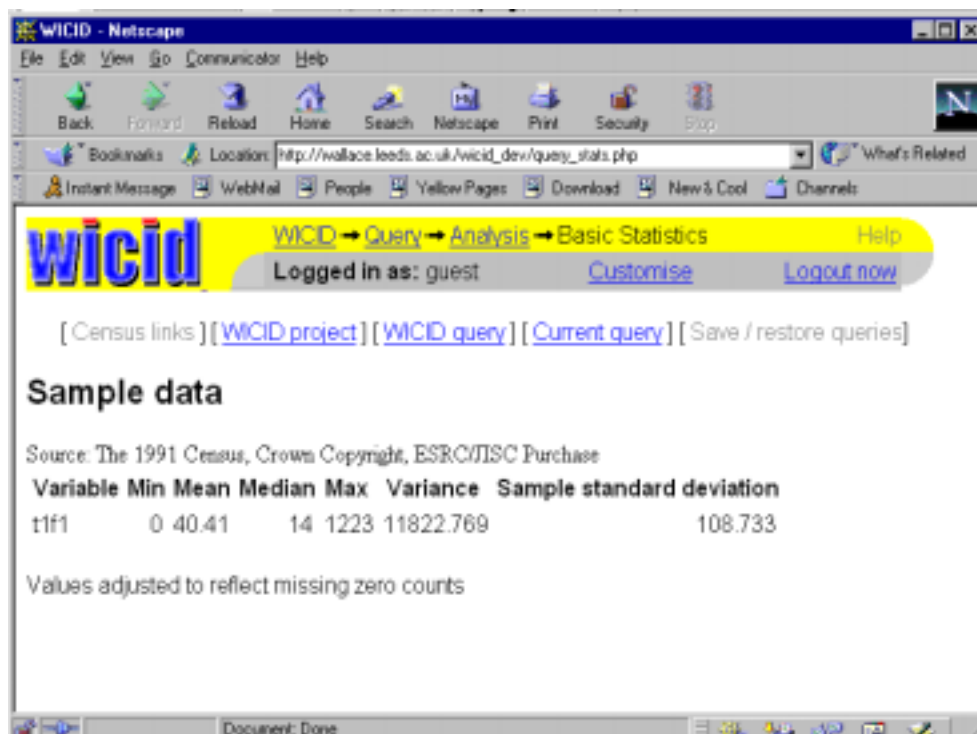 WICID - Netscape
File Edit View Go Communicator Help
Back Forward Reload Home Search Netscape Print Security Stop
Bookmarks Location: http://wallace.leeds.ac.uk/wicid_dev/query_stats.php What's Related
Instant Message WebMail People Yellow Pages Download New & Cool Channels
wicid
WICID → Query → Analysis → Basic Statistics Help
Logged in as: guest Customise Logout now
[ Census links ] [ WICID project ] [ WICID query ] [ Current query ] [ Save / restore queries]
Sample data
Source: The 1991 Census, Crown Copyright, ESRC/JISC Purchase
Variable Min Mean Median Max Variance Sample standard deviation
t1f1 0 40.41 14 1223 11822.769 108.733
Values adjusted to reflect missing zero counts
Document: Done